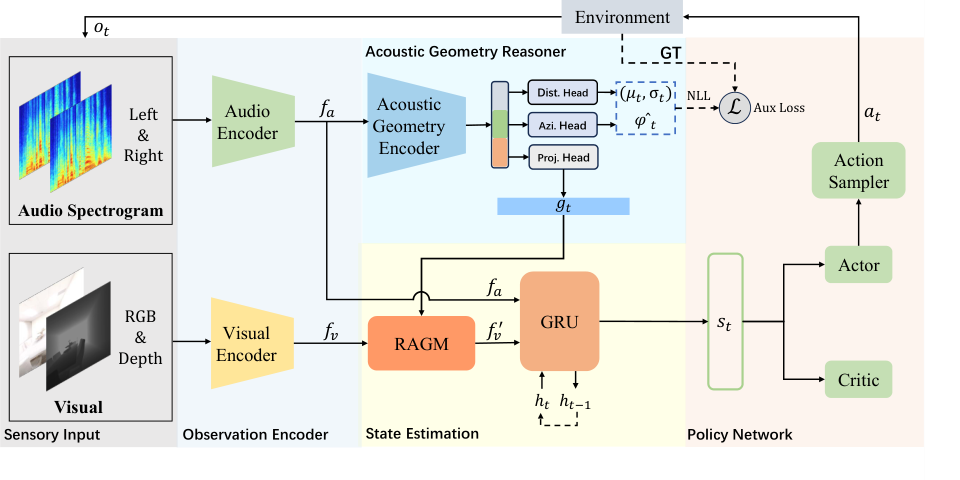 Environment
o_t
Acoustic Geometry Reasoner
GT
Left
&
Right
Audio Spectrogram
Audio
Encoder
f_a
Acoustic
Geometry
Encoder
Dist. Head
Azi. Head
Proj. Head
(μ_t, σ_t)
φ̂_t
NLL
ℒ
Aux Loss
a_t
Action
Sampler
g_t
RGB
&
Depth
Visual
Visual
Encoder
f_v
RAGM
f_a
f'_v
GRU
h_t
h_{t-1}
s_t
Actor
Critic
Sensory Input
Observation Encoder
State Estimation
Policy Network